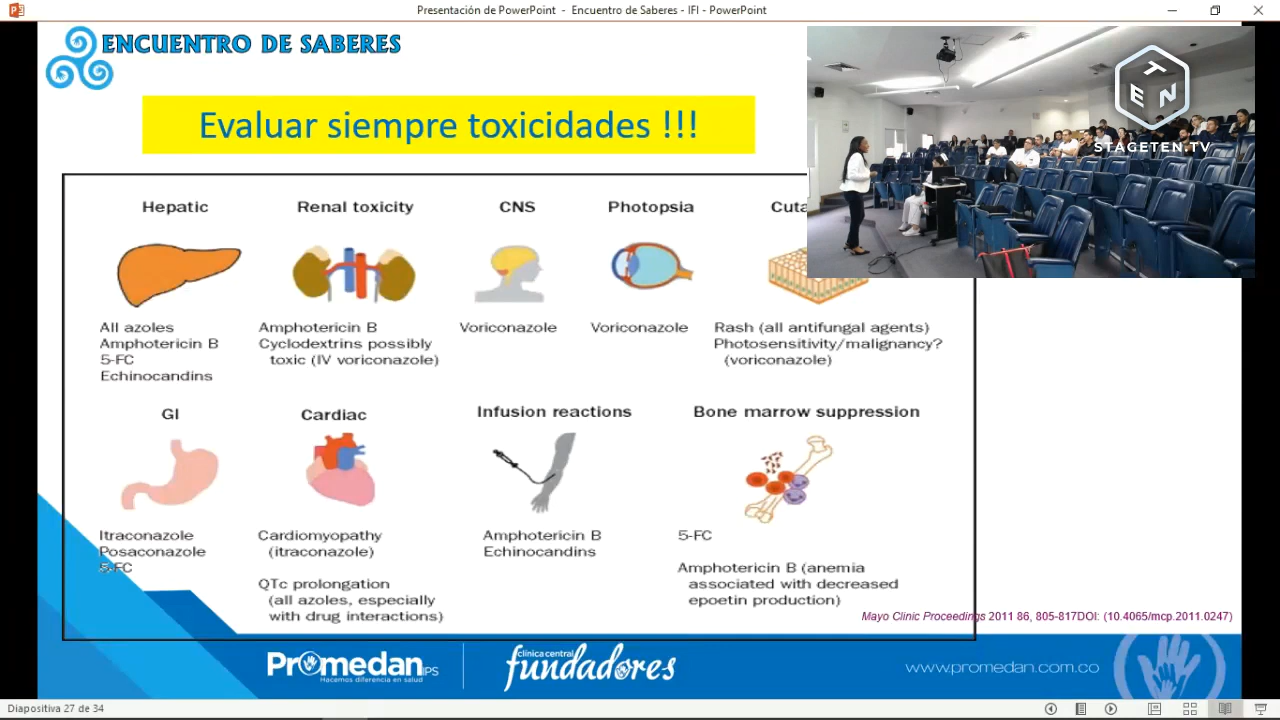 Presentación de PowerPoint - Encuentro de Saberes - IFI - PowerPoint
ENCUENTRO DE SABERES
TEN
STAGETEN.TV
Evaluar siempre toxicidades !!!
Hepatic
All azoles
Amphotericin B
5-FC
Echinocandins
Renal toxicity
Amphotericin B
Cyclodextrins possibly
toxic (IV voriconazole)
CNS
Voriconazole
Photopsia
Voriconazole
Rash (all antifungal agents)
Photosensitivity/malignancy?
(voriconazole)
GI
Itraconazole
Posaconazole
5-FC
Cardiac
Cardiomyopathy
(itraconazole)
QTc prolongation
(all azoles, especially
with drug interactions)
Infusion reactions
Amphotericin B
Echinocandins
Bone marrow suppression
5-FC
Amphotericin B (anemia
associated with decreased
epoetin production)
Mayo Clinic Proceedings 2011 86, 805-817DOI: (10.4065/mcp.2011.0247)
Promedan IPS
Hacemos diferencia en salud
clínica central
fundadores
www.promedan.com.co
Diapositiva 27 de 34